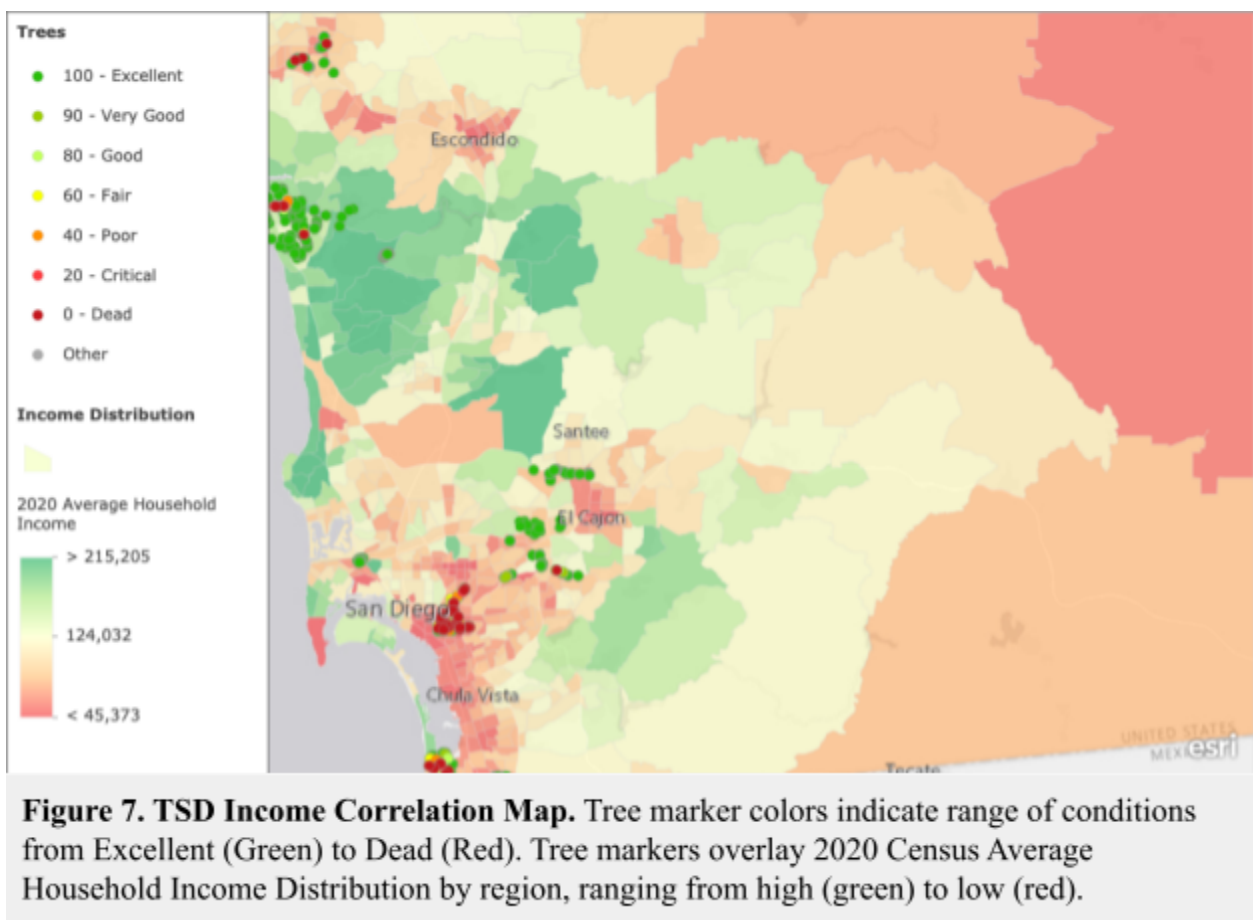 Trees
100 - Excellent
90 - Very Good
80 - Good
60 - Fair
40 - Poor
20 - Critical
0 - Dead
Other
Income Distribution
2020 Average Household
Income
> 215,205
124,032
< 45,373
Escondido
Santee
El Cajon
San Diego
Chula Vista
UNITED STATES
esri
Tecate
Figure 7. TSD Income Correlation Map. Tree marker colors indicate range of conditions
from Excellent (Green) to Dead (Red). Tree markers overlay 2020 Census Average
Household Income Distribution by region, ranging from high (green) to low (red).